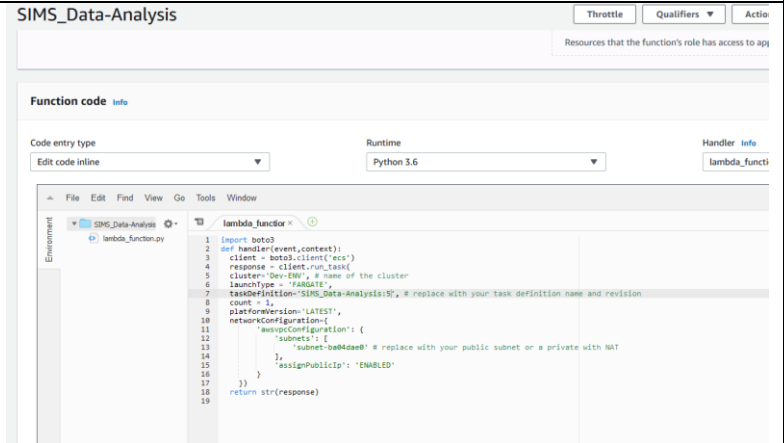 SIMS_Data-Analysis
Throttle Qualifiers
Resources that the function's role has access to
Function code Info
Code entry type Runtime Handler Info
Edit code inline Python 3.6
File Edit Find View Go Tools Window
Environment
SIMS_Data-Analysis lambda_function.py
lambda_function
1 import boto3
2 def handler(event,context):
3 client = boto3.client('ecs')
4 response = client.run_task(
5 cluster='Dev-ENV', # name of the cluster
6 launchType = 'FARGATE',
7 taskDefinition='SIMS_Data-Analysis:5', # replace with your task definition name and revision
8 count = 1,
9 platformVersion='LATEST',
10 networkConfiguration={
11 'awsvpcConfiguration': {
12 'subnets': [
13 'subnet-ba04dae0' # replace with your public subnet or a private with NAT
14 ],
15 'assignPublicIp': 'ENABLED'
16 }
17 })
18 return str(response)
19